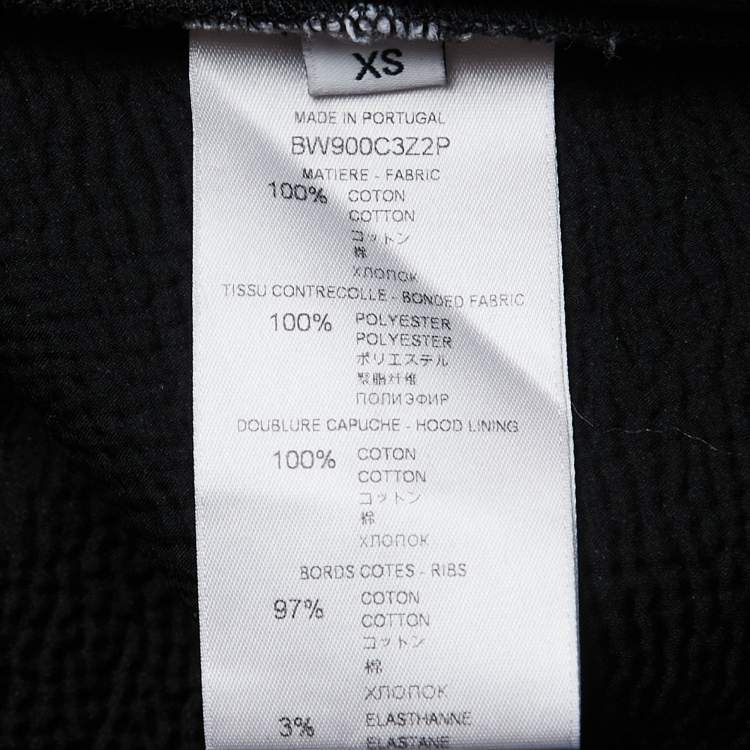 XS
MADE IN PORTUGAL
BW900C3Z2P
MATIERE - FABRIC
100% COTON
COTTON
コットン
棉
ХЛОПОК
TISSU CONTRECOLLE - BONDED FABRIC
100% POLYESTER
POLYESTER
ポリエステル
聚脂纤维
ПОЛИЭФИР
DOUBLURE CAPUCHE - HOOD LINING
100% COTON
COTTON
コットン
棉
ХЛОПОК
BORDS COTES - RIBS
97% COTON
COTTON
コットン
棉
ХЛОПОК
3% ELASTHANNE
ELASTANE